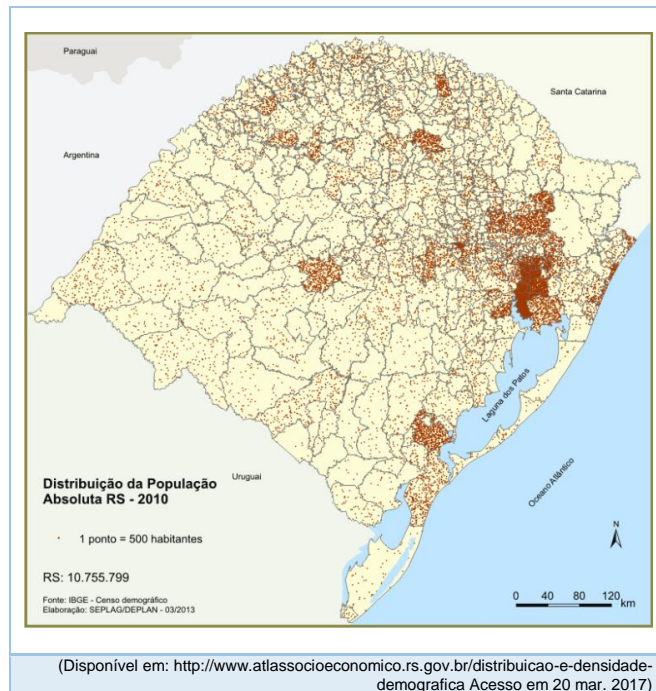 Paraguai
Santa Catarina
Argentina
Laguna dos Patos
Uruguai
Oceano Atlântico
Distribuição da População
Absoluta RS - 2010
1 ponto = 500 habitantes
RS: 10.755.799
Fonte: IBGE - Censo demográfico
Elaboração: SEPLAG/DEPLAN - 03/2013
N
0 40 80 120 km
(Disponível em: http://www.atlassocioeconomico.rs.gov.br/distribuicao-e-densidade-
demografica Acesso em 20 mar. 2017)